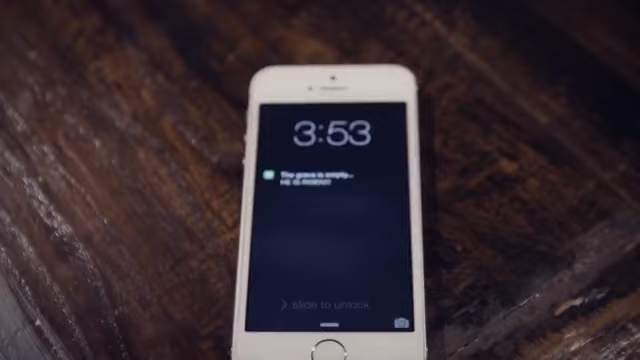 3:53
The grave is empty...
HE IS RISEN!!!
slide to unlock